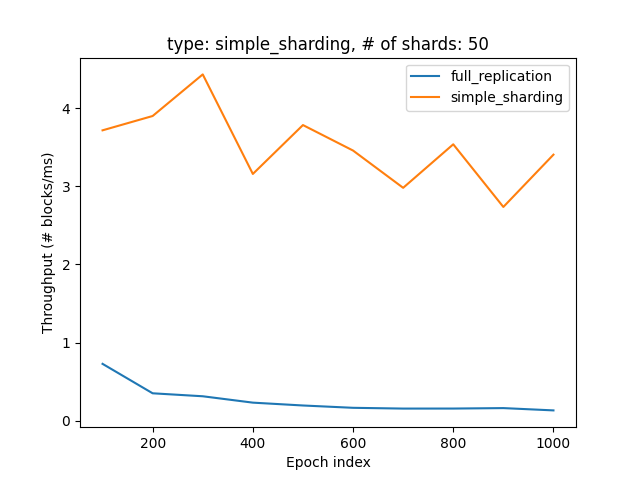 type: simple_sharding, # of shards: 50
full_replication
simple_sharding
Throughput (# blocks/ms)
4
3
2
1
0
200 400 600 800 1000
Epoch index